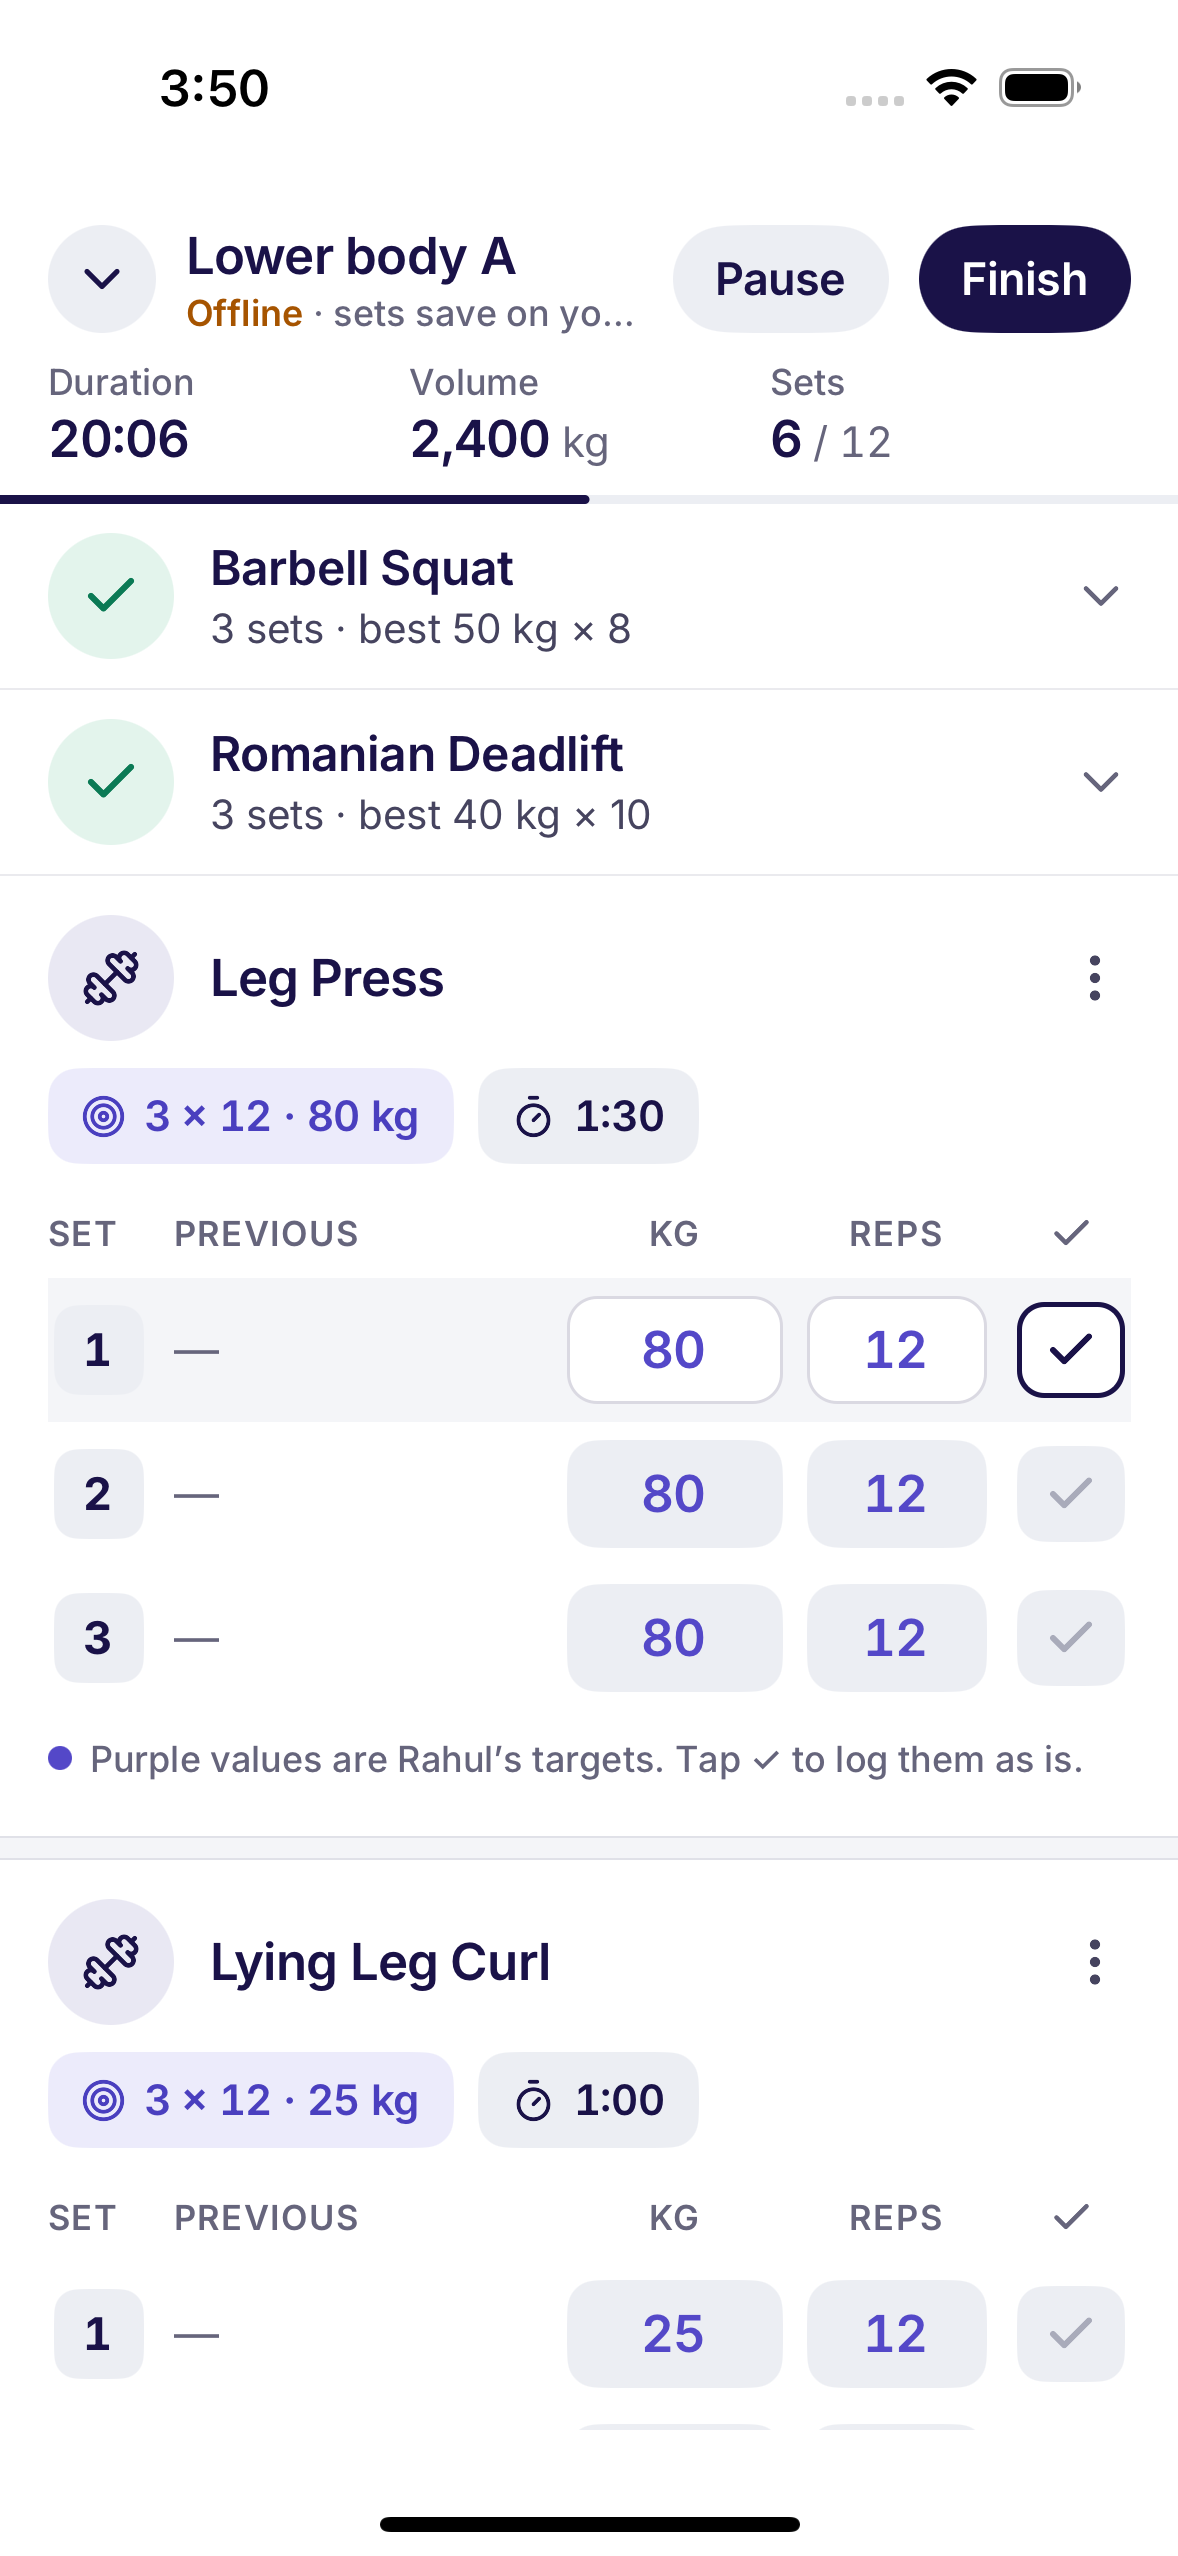 3:50
Lower body A
Offline · sets save on yo...
Pause
Finish
Duration
Volume
Sets
20:06
2,400 kg
6 / 12
Barbell Squat
3 sets · best 50 kg × 8
Romanian Deadlift
3 sets · best 40 kg × 10
Leg Press
3 × 12 · 80 kg
1:30
SET PREVIOUS KG REPS ✓
1 — 80 12 ✓
2 — 80 12 ✓
3 — 80 12 ✓
Purple values are Rahul’s targets. Tap ✓ to log them as is.
Lying Leg Curl
3 × 12 · 25 kg
1:00
SET PREVIOUS KG REPS ✓
1 — 25 12 ✓